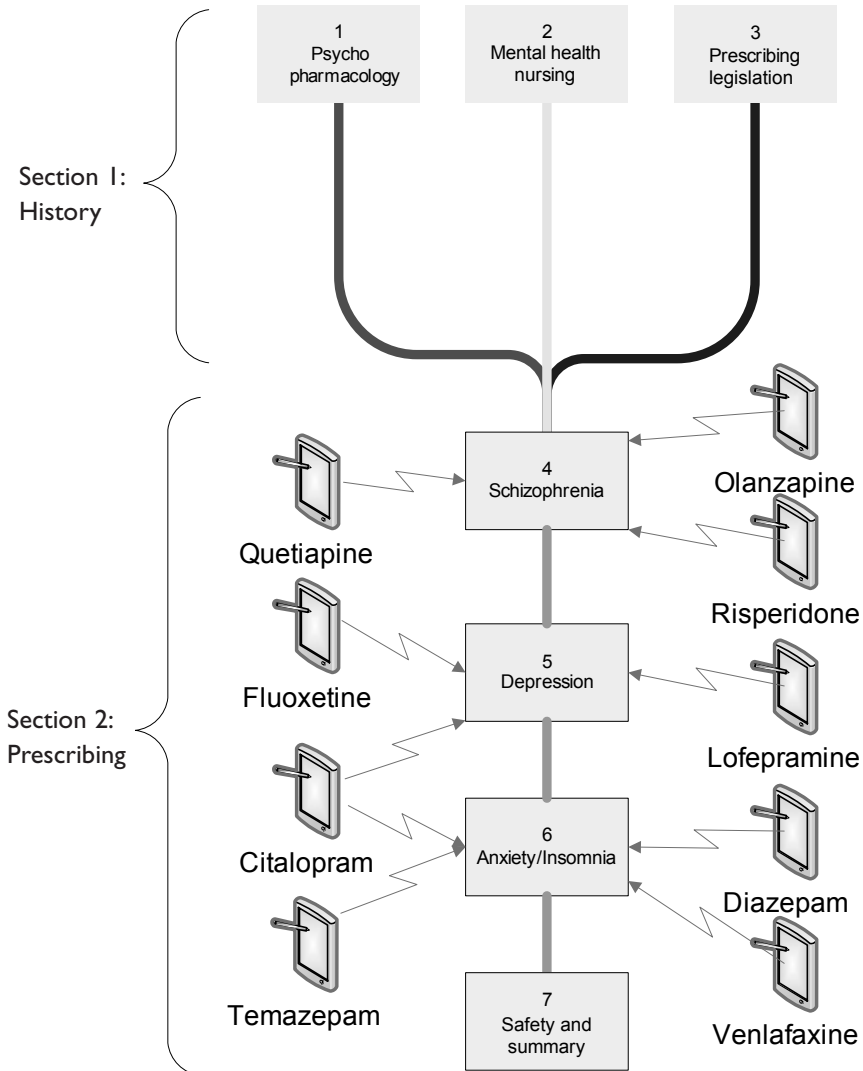 1
Psycho
pharmacology
2
Mental health
nursing
3
Prescribing
legislation
Section 1:
History
4
Schizophrenia
Olanzapine
Quetiapine
Risperidone
5
Depression
Fluoxetine
Lofepramine
Section 2:
Prescribing
6
Anxiety/Insomnia
Citalopram
Diazepam
Temazepam
7
Safety and
summary
Venlafaxine